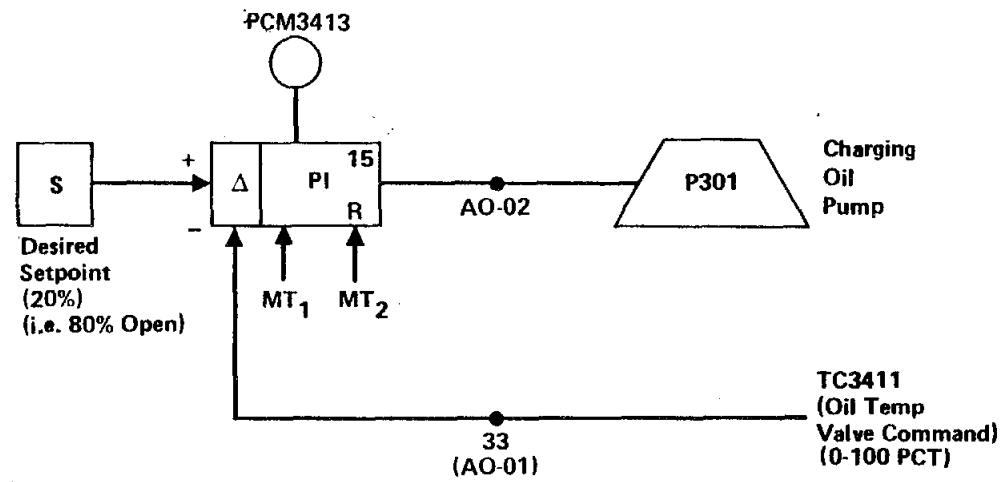 PCM3413
S
+
−
Δ
PI
15
R
AO-02
P301
Charging
Oil
Pump
Desired
Setpoint
(20%)
(i.e. 80% Open)
MT1
MT2
TC3411
(Oil Temp
Valve Command)
(0-100 PCT)
33
(AO-01)